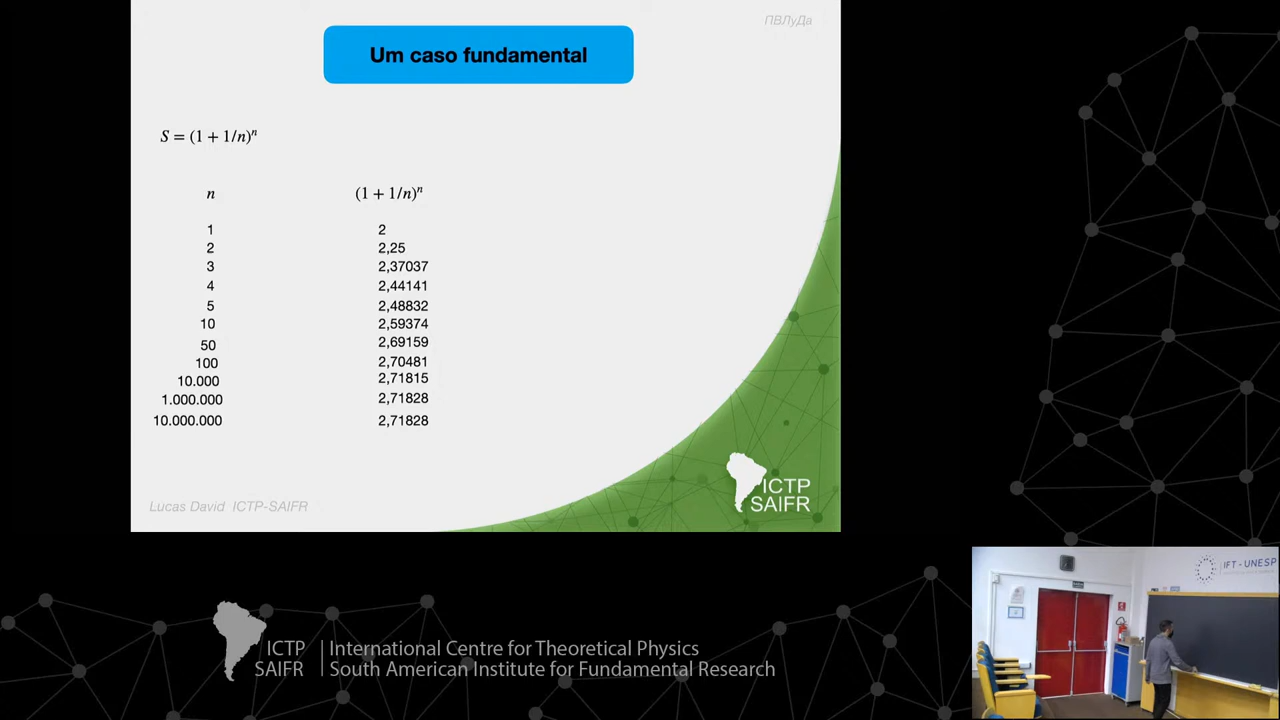 ПВЛуДа
Um caso fundamental
S = (1 + 1/n)ⁿ
n (1 + 1/n)ⁿ
1 2
2 2,25
3 2,37037
4 2,44141
5 2,48832
10 2,59374
50 2,69159
100 2,70481
10.000 2,71815
1.000.000 2,71828
10.000.000 2,71828
ICTP
SAIFR
Lucas David ICTP-SAIFR
IFT - UNESP
ICTP International Centre for Theoretical Physics
SAIFR South American Institute for Fundamental Research